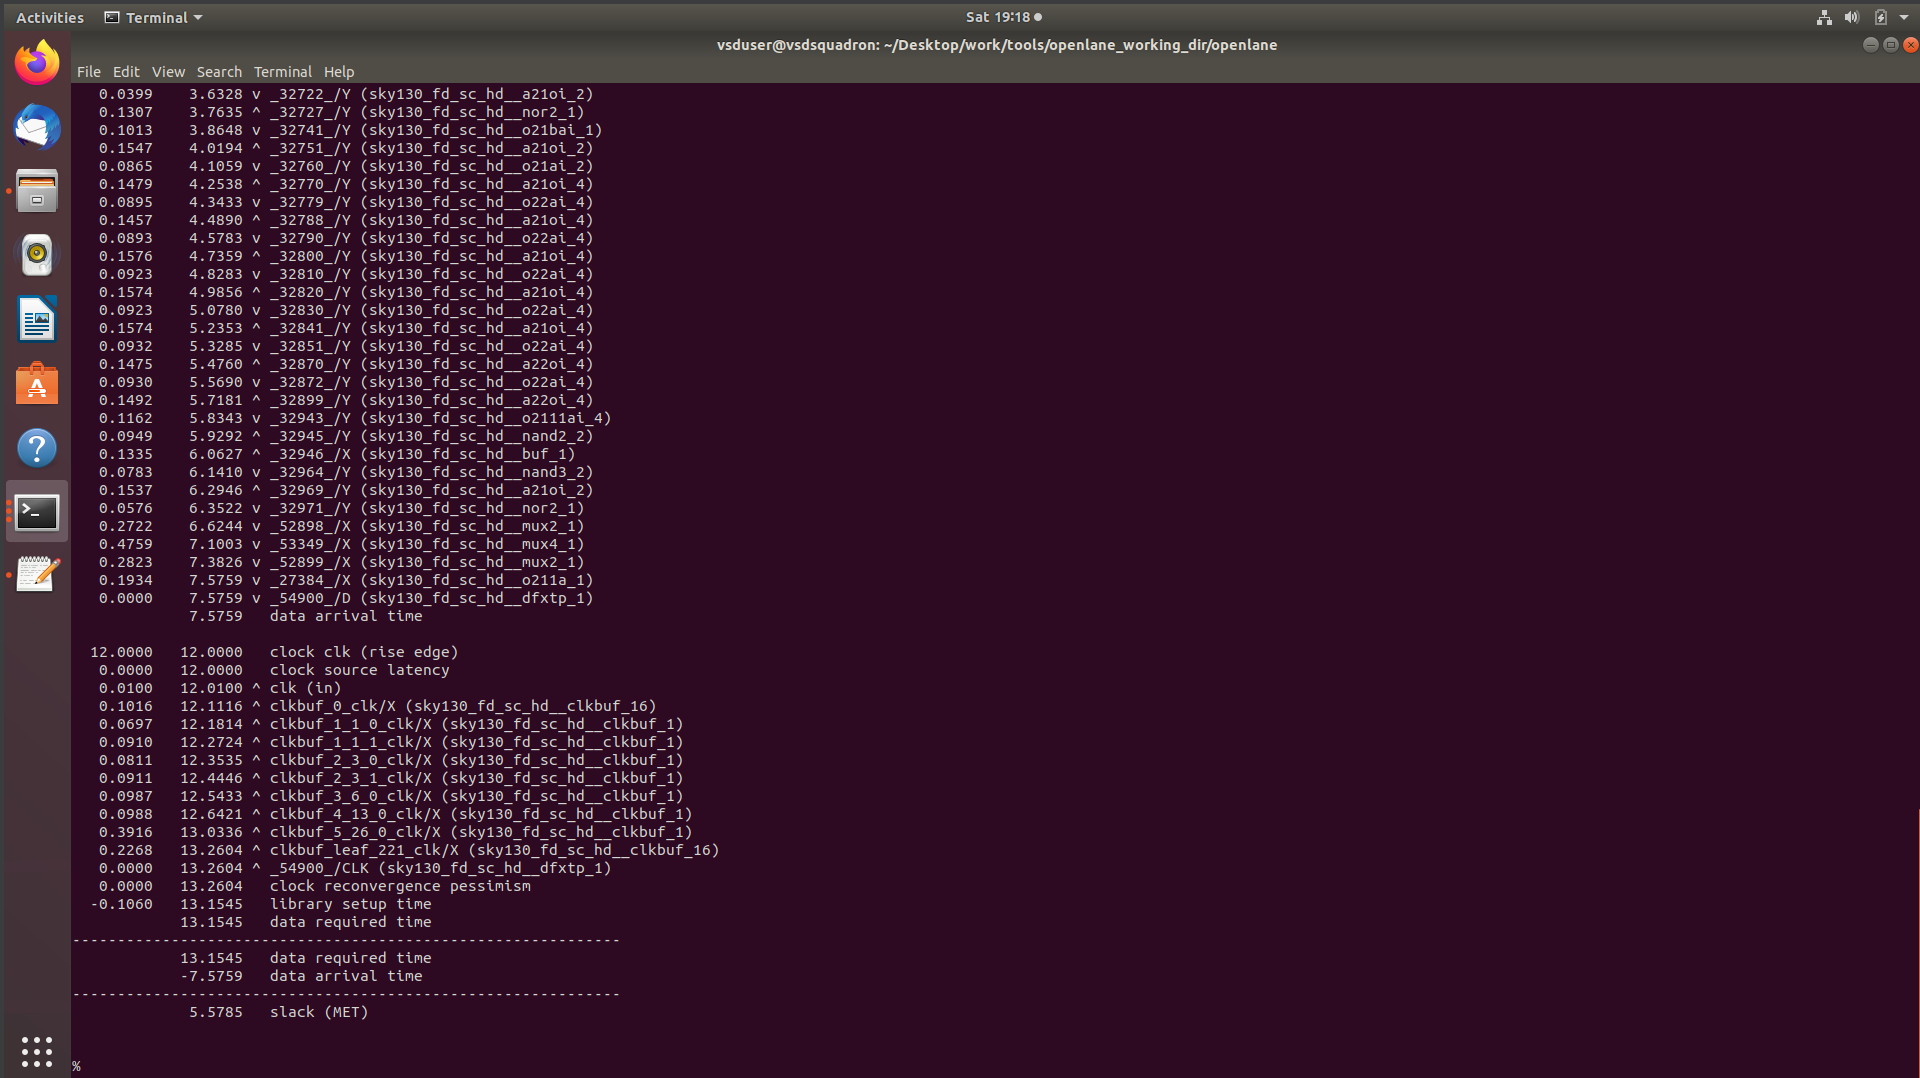 Activities Terminal Sat 19:18
vsduser@vsdsquadron: ~/Desktop/work/tools/openlane_working_dir/openlane
File Edit View Search Terminal Help
0.0399 3.6328 v _32722_/Y (sky130_fd_sc_hd__a21oi_2)
0.1307 3.7635 ^ _32727_/Y (sky130_fd_sc_hd__nor2_1)
0.1013 3.8648 v _32741_/Y (sky130_fd_sc_hd__o21bai_1)
0.1547 4.0194 ^ _32751_/Y (sky130_fd_sc_hd__a21oi_2)
0.0865 4.1059 v _32760_/Y (sky130_fd_sc_hd__o21ai_2)
0.1479 4.2538 ^ _32770_/Y (sky130_fd_sc_hd__a21oi_4)
0.0895 4.3433 v _32779_/Y (sky130_fd_sc_hd__o22ai_4)
0.1457 4.4890 ^ _32788_/Y (sky130_fd_sc_hd__a21oi_4)
0.0893 4.5783 v _32790_/Y (sky130_fd_sc_hd__o22ai_4)
0.1576 4.7359 ^ _32800_/Y (sky130_fd_sc_hd__a21oi_4)
0.0923 4.8283 v _32810_/Y (sky130_fd_sc_hd__o22ai_4)
0.1574 4.9856 ^ _32820_/Y (sky130_fd_sc_hd__a21oi_4)
0.0923 5.0780 v _32830_/Y (sky130_fd_sc_hd__o22ai_4)
0.1574 5.2353 ^ _32841_/Y (sky130_fd_sc_hd__a21oi_4)
0.0932 5.3285 v _32851_/Y (sky130_fd_sc_hd__o22ai_4)
0.1475 5.4760 ^ _32870_/Y (sky130_fd_sc_hd__a22oi_4)
0.0930 5.5690 v _32872_/Y (sky130_fd_sc_hd__o22ai_4)
0.1492 5.7181 ^ _32899_/Y (sky130_fd_sc_hd__a22oi_4)
0.1162 5.8343 v _32943_/Y (sky130_fd_sc_hd__o2111ai_4)
0.0949 5.9292 ^ _32945_/Y (sky130_fd_sc_hd__nand2_2)
0.1335 6.0627 ^ _32946_/X (sky130_fd_sc_hd__buf_1)
0.0783 6.1410 v _32964_/Y (sky130_fd_sc_hd__nand3_2)
0.1537 6.2946 ^ _32969_/Y (sky130_fd_sc_hd__a21oi_2)
0.0576 6.3522 v _32971_/Y (sky130_fd_sc_hd__nor2_1)
0.2722 6.6244 v _52898_/X (sky130_fd_sc_hd__mux2_1)
0.4759 7.1003 v _53349_/X (sky130_fd_sc_hd__mux4_1)
0.2823 7.3826 v _52899_/X (sky130_fd_sc_hd__mux2_1)
0.1934 7.5759 v _27384_/X (sky130_fd_sc_hd__o211a_1)
0.0000 7.5759 v _54900_/D (sky130_fd_sc_hd__dfxtp_1)
7.5759 data arrival time
12.0000 12.0000 clock clk (rise edge)
0.0000 12.0000 clock source latency
0.0100 12.0100 ^ clk (in)
0.1016 12.1116 ^ clkbuf_0_clk/X (sky130_fd_sc_hd__clkbuf_16)
0.0697 12.1814 ^ clkbuf_1_1_0_clk/X (sky130_fd_sc_hd__clkbuf_1)
0.0910 12.2724 ^ clkbuf_1_1_1_clk/X (sky130_fd_sc_hd__clkbuf_1)
0.0811 12.3535 ^ clkbuf_2_3_0_clk/X (sky130_fd_sc_hd__clkbuf_1)
0.0911 12.4446 ^ clkbuf_2_3_1_clk/X (sky130_fd_sc_hd__clkbuf_1)
0.0987 12.5433 ^ clkbuf_3_6_0_clk/X (sky130_fd_sc_hd__clkbuf_1)
0.0988 12.6421 ^ clkbuf_4_13_0_clk/X (sky130_fd_sc_hd__clkbuf_1)
0.3916 13.0336 ^ clkbuf_5_26_0_clk/X (sky130_fd_sc_hd__clkbuf_1)
0.2268 13.2604 ^ clkbuf_leaf_221_clk/X (sky130_fd_sc_hd__clkbuf_16)
0.0000 13.2604 ^ _54900_/CLK (sky130_fd_sc_hd__dfxtp_1)
0.0000 13.2604 clock reconvergence pessimism
-0.1060 13.1545 library setup time
13.1545 data required time
-------------------------------------------------------------
13.1545 data required time
-7.5759 data arrival time
-------------------------------------------------------------
5.5785 slack (MET)
%